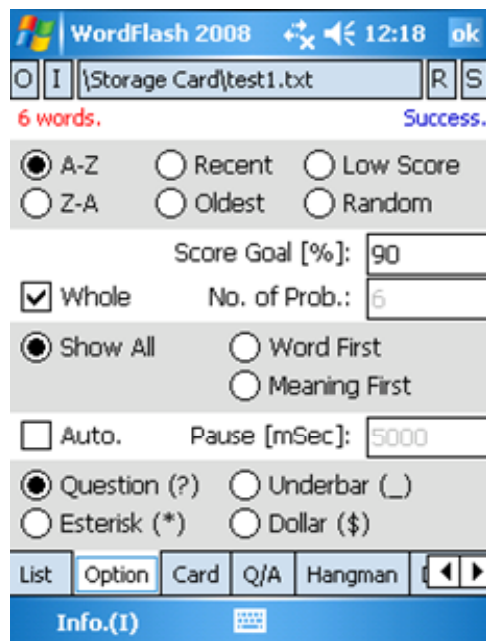 WordFlash 2008 12:18 ok
O I \Storage Card\test1.txt R S
6 words. Success.
A-Z Recent Low Score
Z-A Oldest Random
Score Goal [%]: 90
Whole No. of Prob.: 6
Show All Word First
Meaning First
Auto. Pause [mSec]: 5000
Question (?) Underbar (_)
Esterisk (*) Dollar ($)
List Option Card Q/A Hangman
Info.(I)